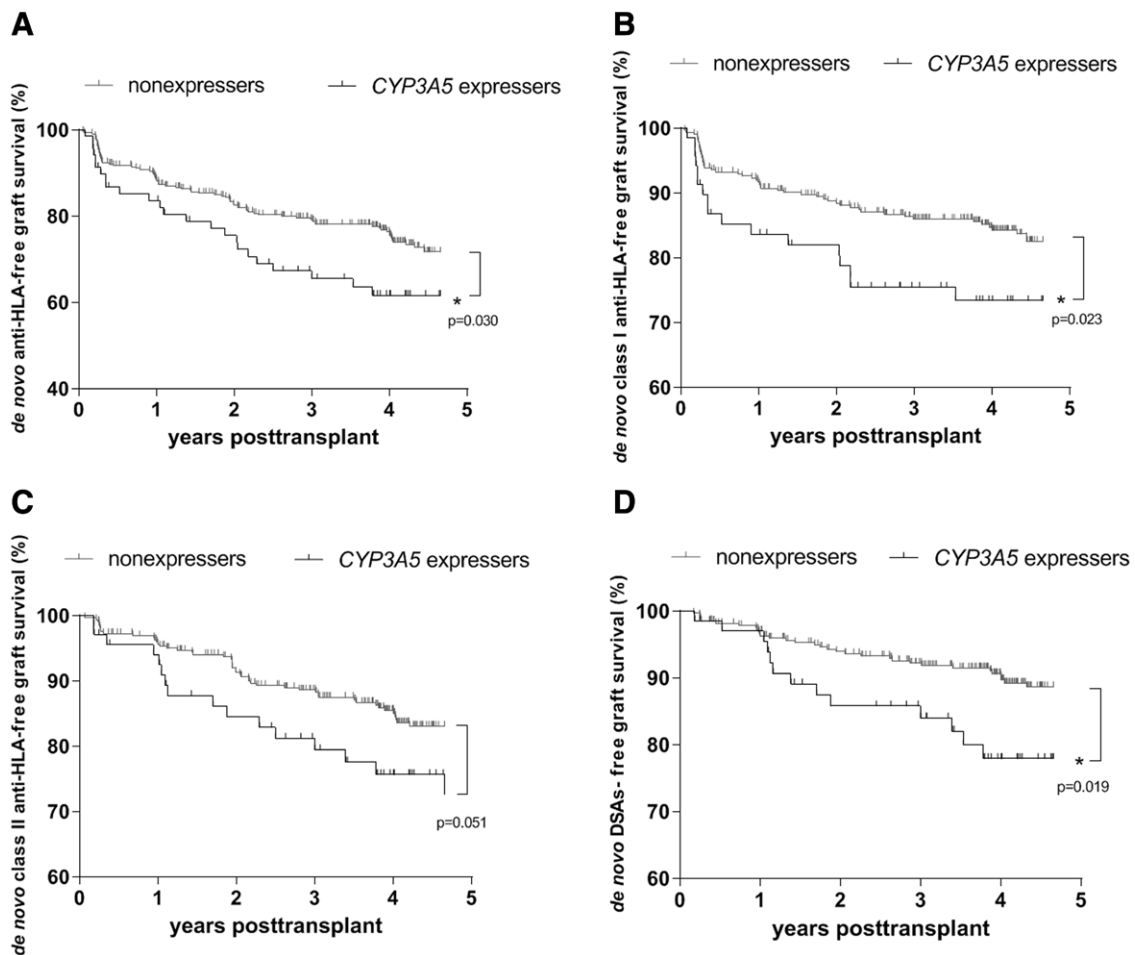 A
nonexpressers CYP3A5 expressers
de novo anti-HLA-free graft survival (%)
100
80
60
40
0 1 2 3 4 5
years posttransplant
*
p=0.030
B
nonexpressers CYP3A5 expressers
de novo class I anti-HLA-free graft survival (%)
100
90
80
70
60
0 1 2 3 4 5
years posttransplant
*
p=0.023
C
nonexpressers CYP3A5 expressers
de novo class II anti-HLA-free graft survival (%)
100
90
80
70
60
0 1 2 3 4 5
years posttransplant
p=0.051
D
nonexpressers CYP3A5 expressers
de novo DSAs- free graft survival (%)
100
90
80
70
60
0 1 2 3 4 5
years posttransplant
*
p=0.019